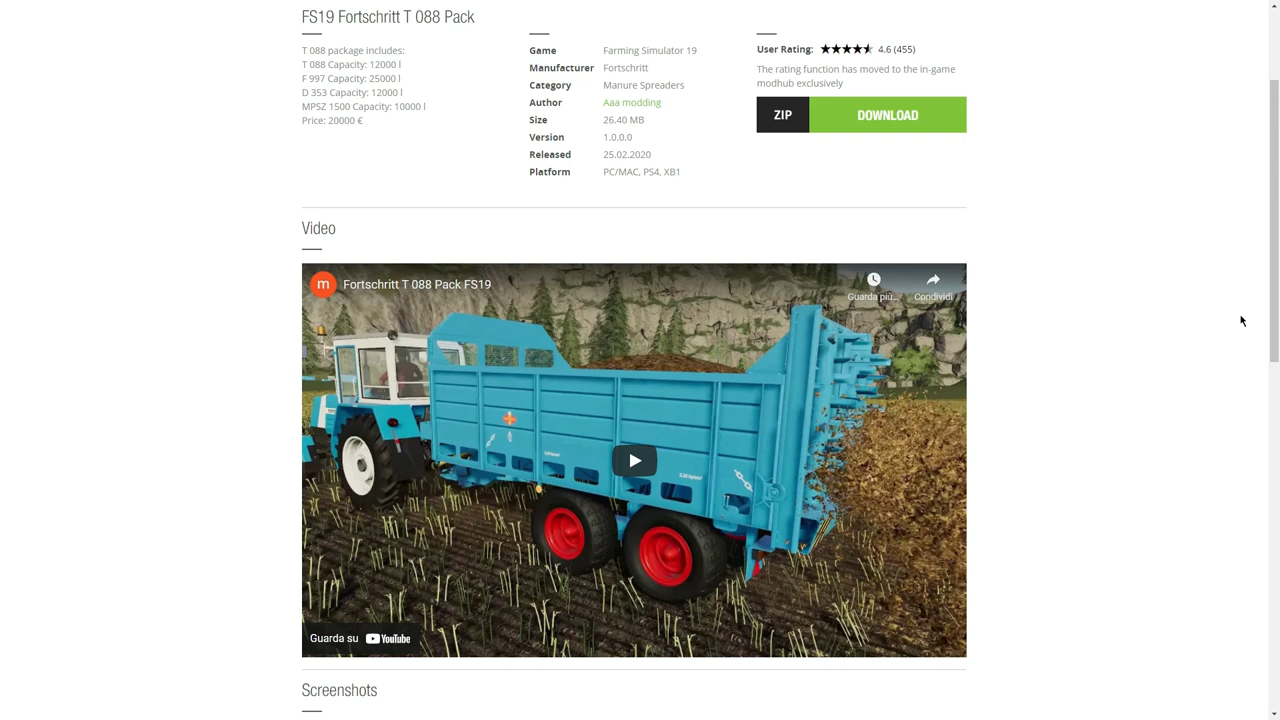 FS19 Fortschritt T 088 Pack
T 088 package includes:
T 088 Capacity: 12000 l
F 997 Capacity: 25000 l
D 353 Capacity: 12000 l
MPSZ 1500 Capacity: 10000 l
Price: 20000 €
Game Farming Simulator 19
Manufacturer Fortschritt
Category Manure Spreaders
Author Aaa modding
Size 26.40 MB
Version 1.0.0.0
Released 25.02.2020
Platform PC/MAC, PS4, XB1
User Rating: 4.6 (455)
The rating function has moved to the in-game
modhub exclusively
ZIP DOWNLOAD
Video
m Fortschritt T 088 Pack FS19
Guarda più... Condividi
Guarda su YouTube
Screenshots